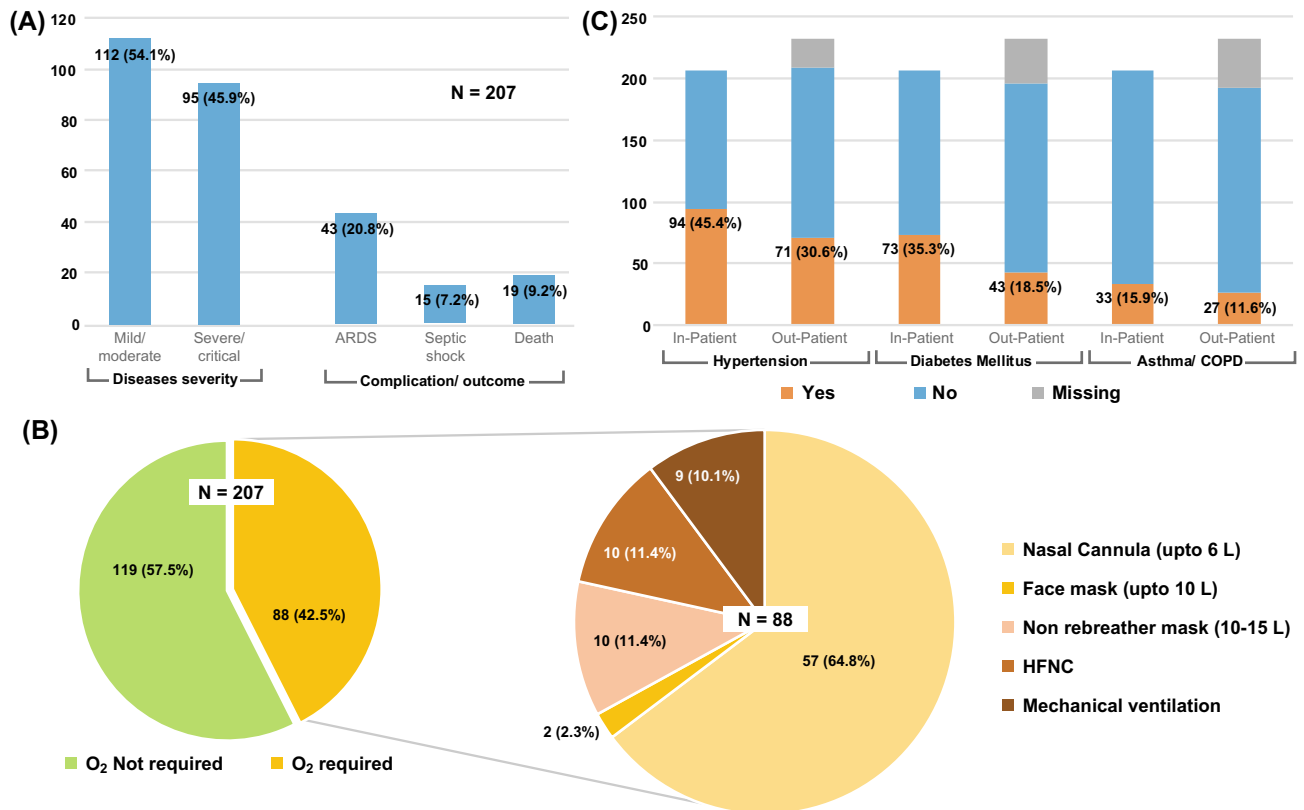 (A)
120
100
80
60
40
20
0
112 (54.1%)
95 (45.9%)
N = 207
43 (20.8%)
15 (7.2%)
19 (9.2%)
Mild/
moderate
Severe/
critical
ARDS
Septic
shock
Death
Diseases severity
Complication/ outcome
(C)
250
200
150
100
50
0
94 (45.4%)
71 (30.6%)
73 (35.3%)
43 (18.5%)
33 (15.9%)
27 (11.6%)
In-Patient
Out-Patient
In-Patient
Out-Patient
In-Patient
Out-Patient
Hypertension
Diabetes Mellitus
Asthma/ COPD
Yes
No
Missing
(B)
N = 207
119 (57.5%)
88 (42.5%)
O₂ Not required
O₂ required
9 (10.1%)
10 (11.4%)
10 (11.4%)
2 (2.3%)
N = 88
57 (64.8%)
Nasal Cannula (upto 6 L)
Face mask (upto 10 L)
Non rebreather mask (10-15 L)
HFNC
Mechanical ventilation